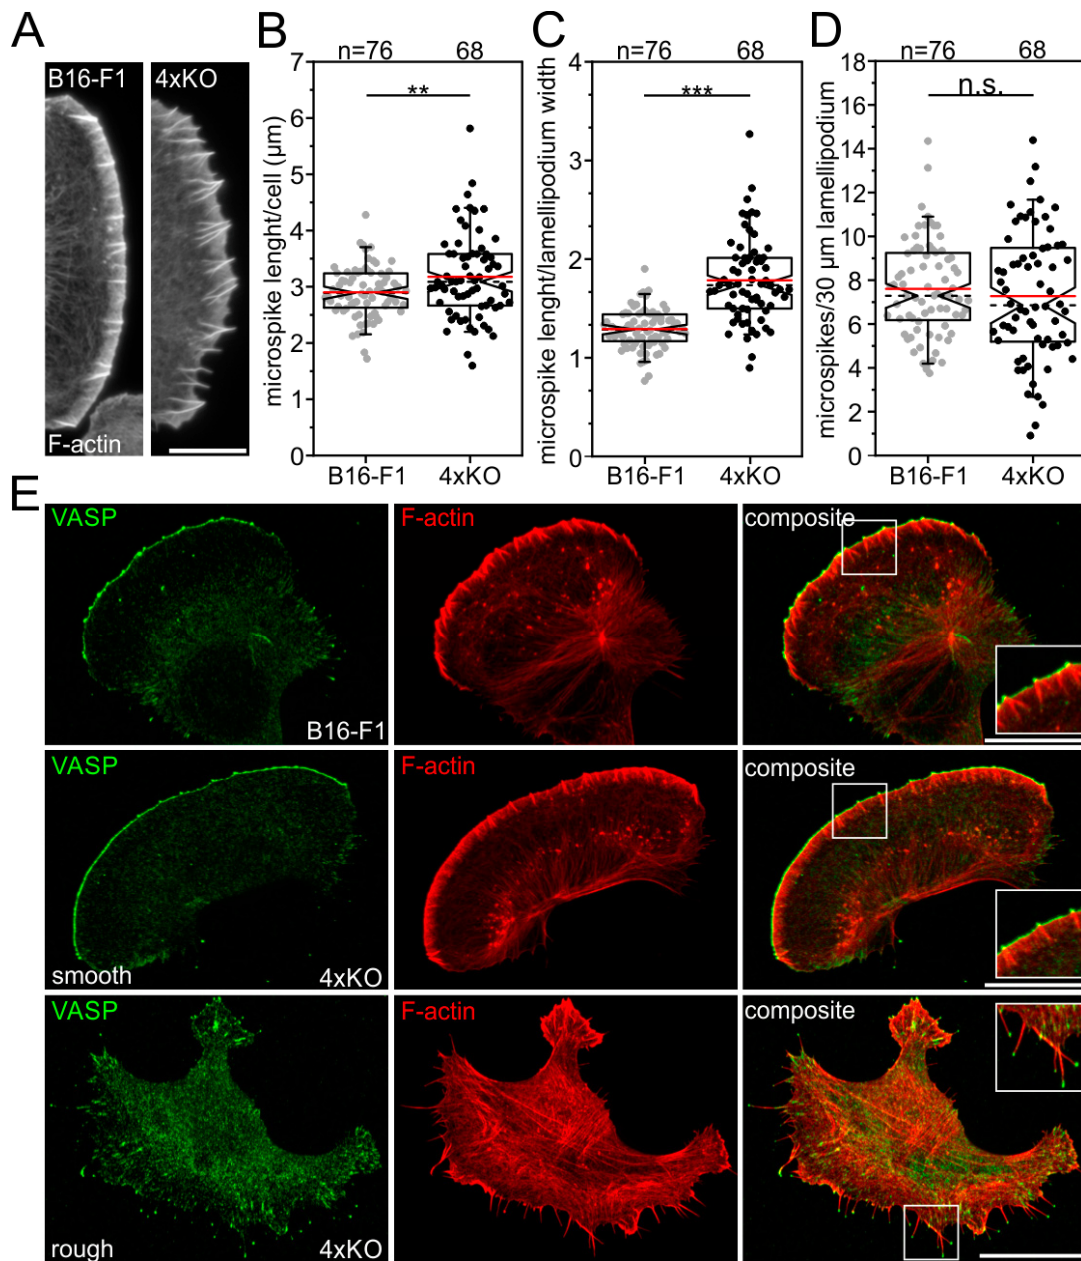 A
B16-F1
4xKO
F-actin
B
n=76
68
**
microspike lenght/cell (µm)
7
6
5
4
3
2
1
0
B16-F1
4xKO
C
n=76
68
***
microspike lenght/lamellipodium width
4
2
1
0
B16-F1
4xKO
D
n=76
68
n.s.
microspikes/30 µm lamellipodium
18
16
14
12
10
8
6
4
2
0
B16-F1
4xKO
E
VASP
F-actin
composite
B16-F1
VASP
F-actin
composite
smooth
4xKO
VASP
F-actin
composite
rough
4xKO